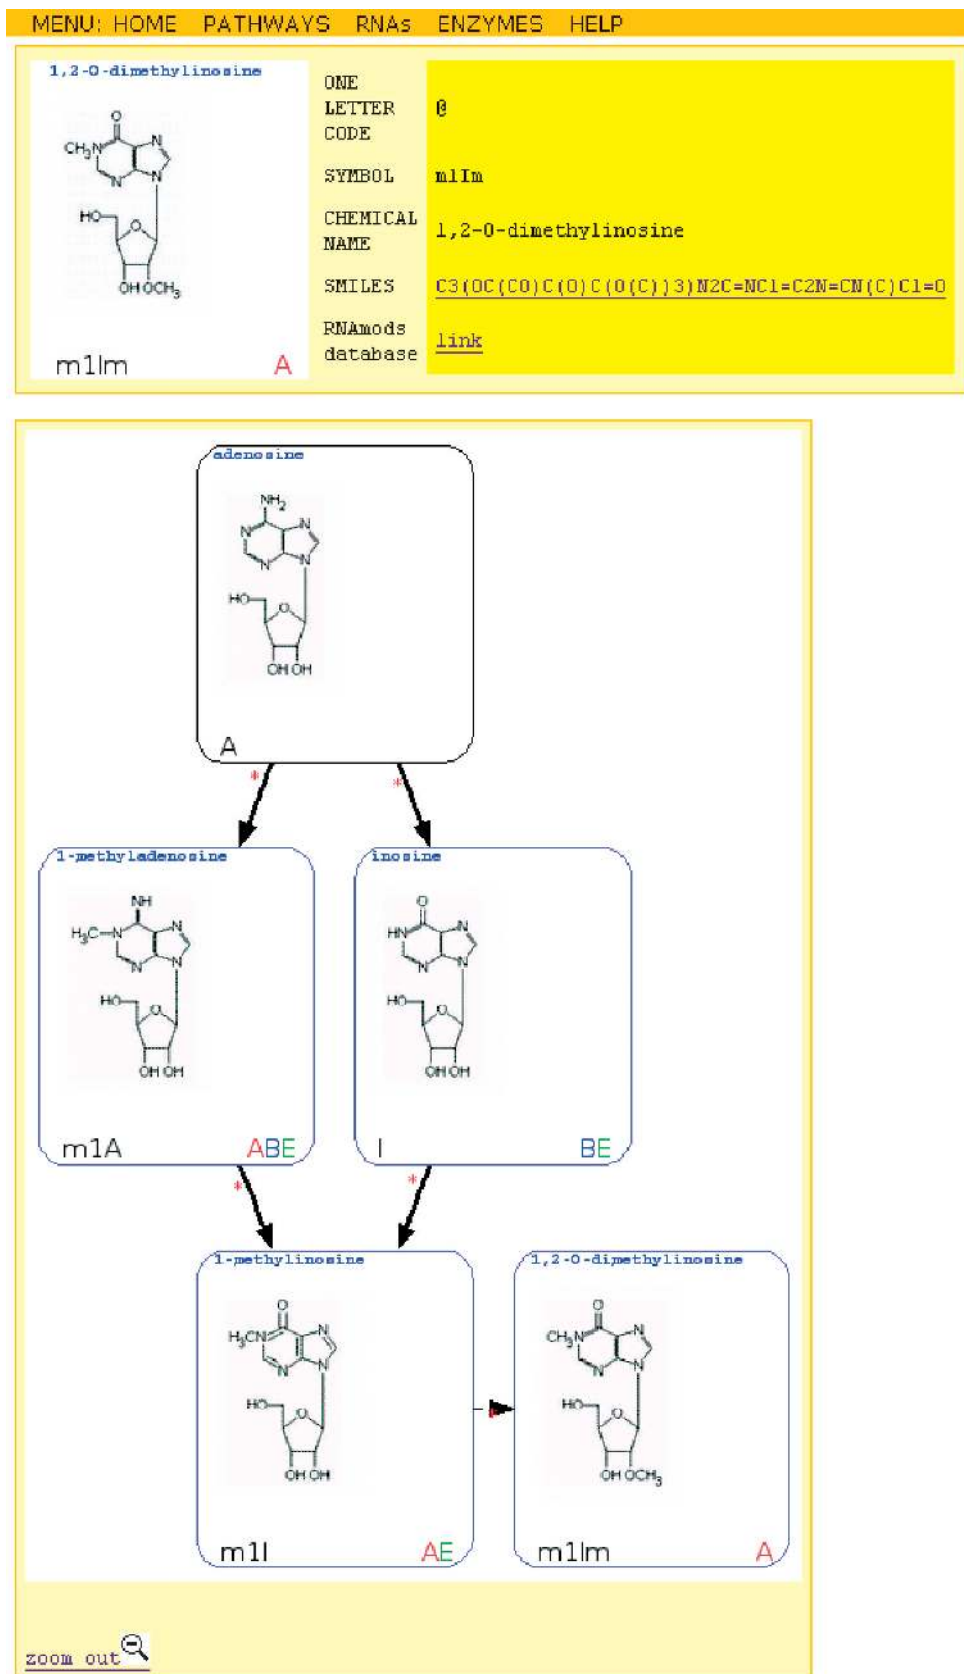 MENU: HOME PATHWAYS RNAs ENZYMES HELP
1,2-O-dimethylinosine
O
CH3N
N
N
N
HO
O
OH OCH3
m1Im A
ONE
LETTER
CODE
@
SYMBOL m1Im
CHEMICAL
NAME
1,2-O-dimethylinosine
SMILES C3(OC(CO)C(O)C(O(C))3)N2C=NC1=C2N=CN(C)C1=O
RNAmods
database
link
adenosine
NH2
N
N
N
N
HO
O
OH OH
A
*
*
1-methyladenosine
NH
H3C-N
N
N
N
HO
O
OH OH
m1A ABE
inosine
O
HN
N
N
N
HO
O
OH OH
I BE
*
*
1-methylinosine
O
H3CN
N
N
N
HO
O
OH OH
m1I AE
1,2-O-dimethylinosine
O
CH3N
N
N
N
HO
O
OH OCH3
m1Im A
zoom out